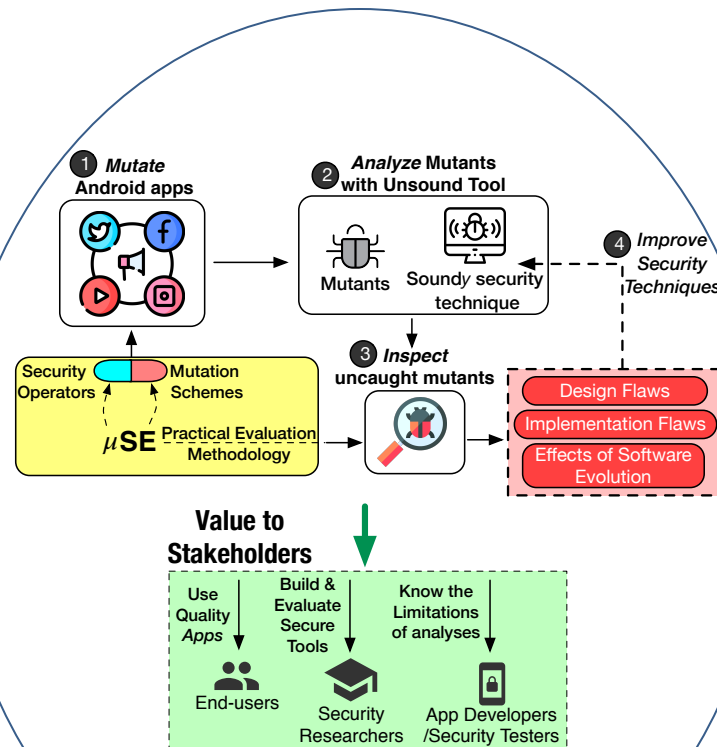 1 Mutate
Android apps
2 Analyze Mutants
with Unsound Tool
Mutants
Soundy security
technique
4 Improve
Security
Techniques
3 Inspect
uncaught mutants
Security
Operators
Mutation
Schemes
μSE
Practical Evaluation
Methodology
Design Flaws
Implementation Flaws
Effects of Software
Evolution
Value to
Stakeholders
Use
Quality
Apps
Build &
Evaluate
Secure
Tools
Know the
Limitations
of analyses
End-users
Security
Researchers
App Developers
/Security Testers